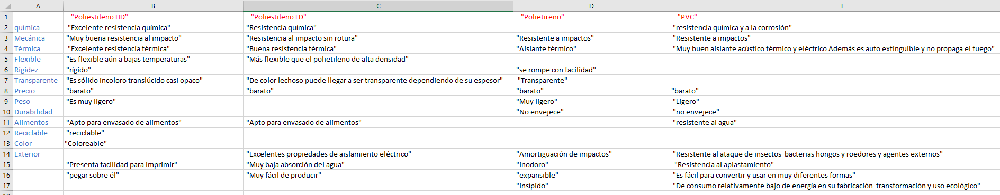 A B C D E
1 "Poliestileno HD" "Poliestileno LD" "Polietireno" "PVC"
2 química "Excelente resistencia química" "Resistencia química" "resistencia química y a la corrosión"
3 Mecánica "Muy buena resistencia al impacto" "Resistencia al impacto sin rotura" "Resistente a impactos" "Resistente a impactos"
4 Térmica "Excelente resistencia térmica" "Buena resistencia térmica" "Aislante térmico" "Muy buen aislante acústico térmico y eléctrico Además es auto extinguible y no propaga el fuego"
5 Flexible "Es flexible aún a bajas temperaturas" "Más flexible que el polietileno de alta densidad"
6 Rigidez "rígido" "se rompe con facilidad"
7 Transparente "Es sólido incoloro translúcido casi opaco" "De color lechoso puede llegar a ser transparente dependiendo de su espesor" "Transparente"
8 Precio "barato" "barato" "barato" "barato"
9 Peso "Es muy ligero" "Muy ligero" "Ligero"
10 Durabilidad "No envejece" "no envejece"
11 Alimentos "Apto para envasado de alimentos" "Apto para envasado de alimentos" "resistente al agua"
12 Reciclable "reciclable"
13 Color "Coloreable"
14 Exterior "Excelentes propiedades de aislamiento eléctrico" "Amortiguación de impactos" "Resistente al ataque de insectos bacterias hongos y roedores y agentes externos"
15 "Presenta facilidad para imprimir" "Muy baja absorción del agua" "inodoro" "Resistencia al aplastamiento"
16 "pegar sobre él" "Muy fácil de producir" "expansible" "Es fácil para convertir y usar en muy diferentes formas"
17 "insípido" "De consumo relativamente bajo de energía en su fabricación transformación y uso ecológico"